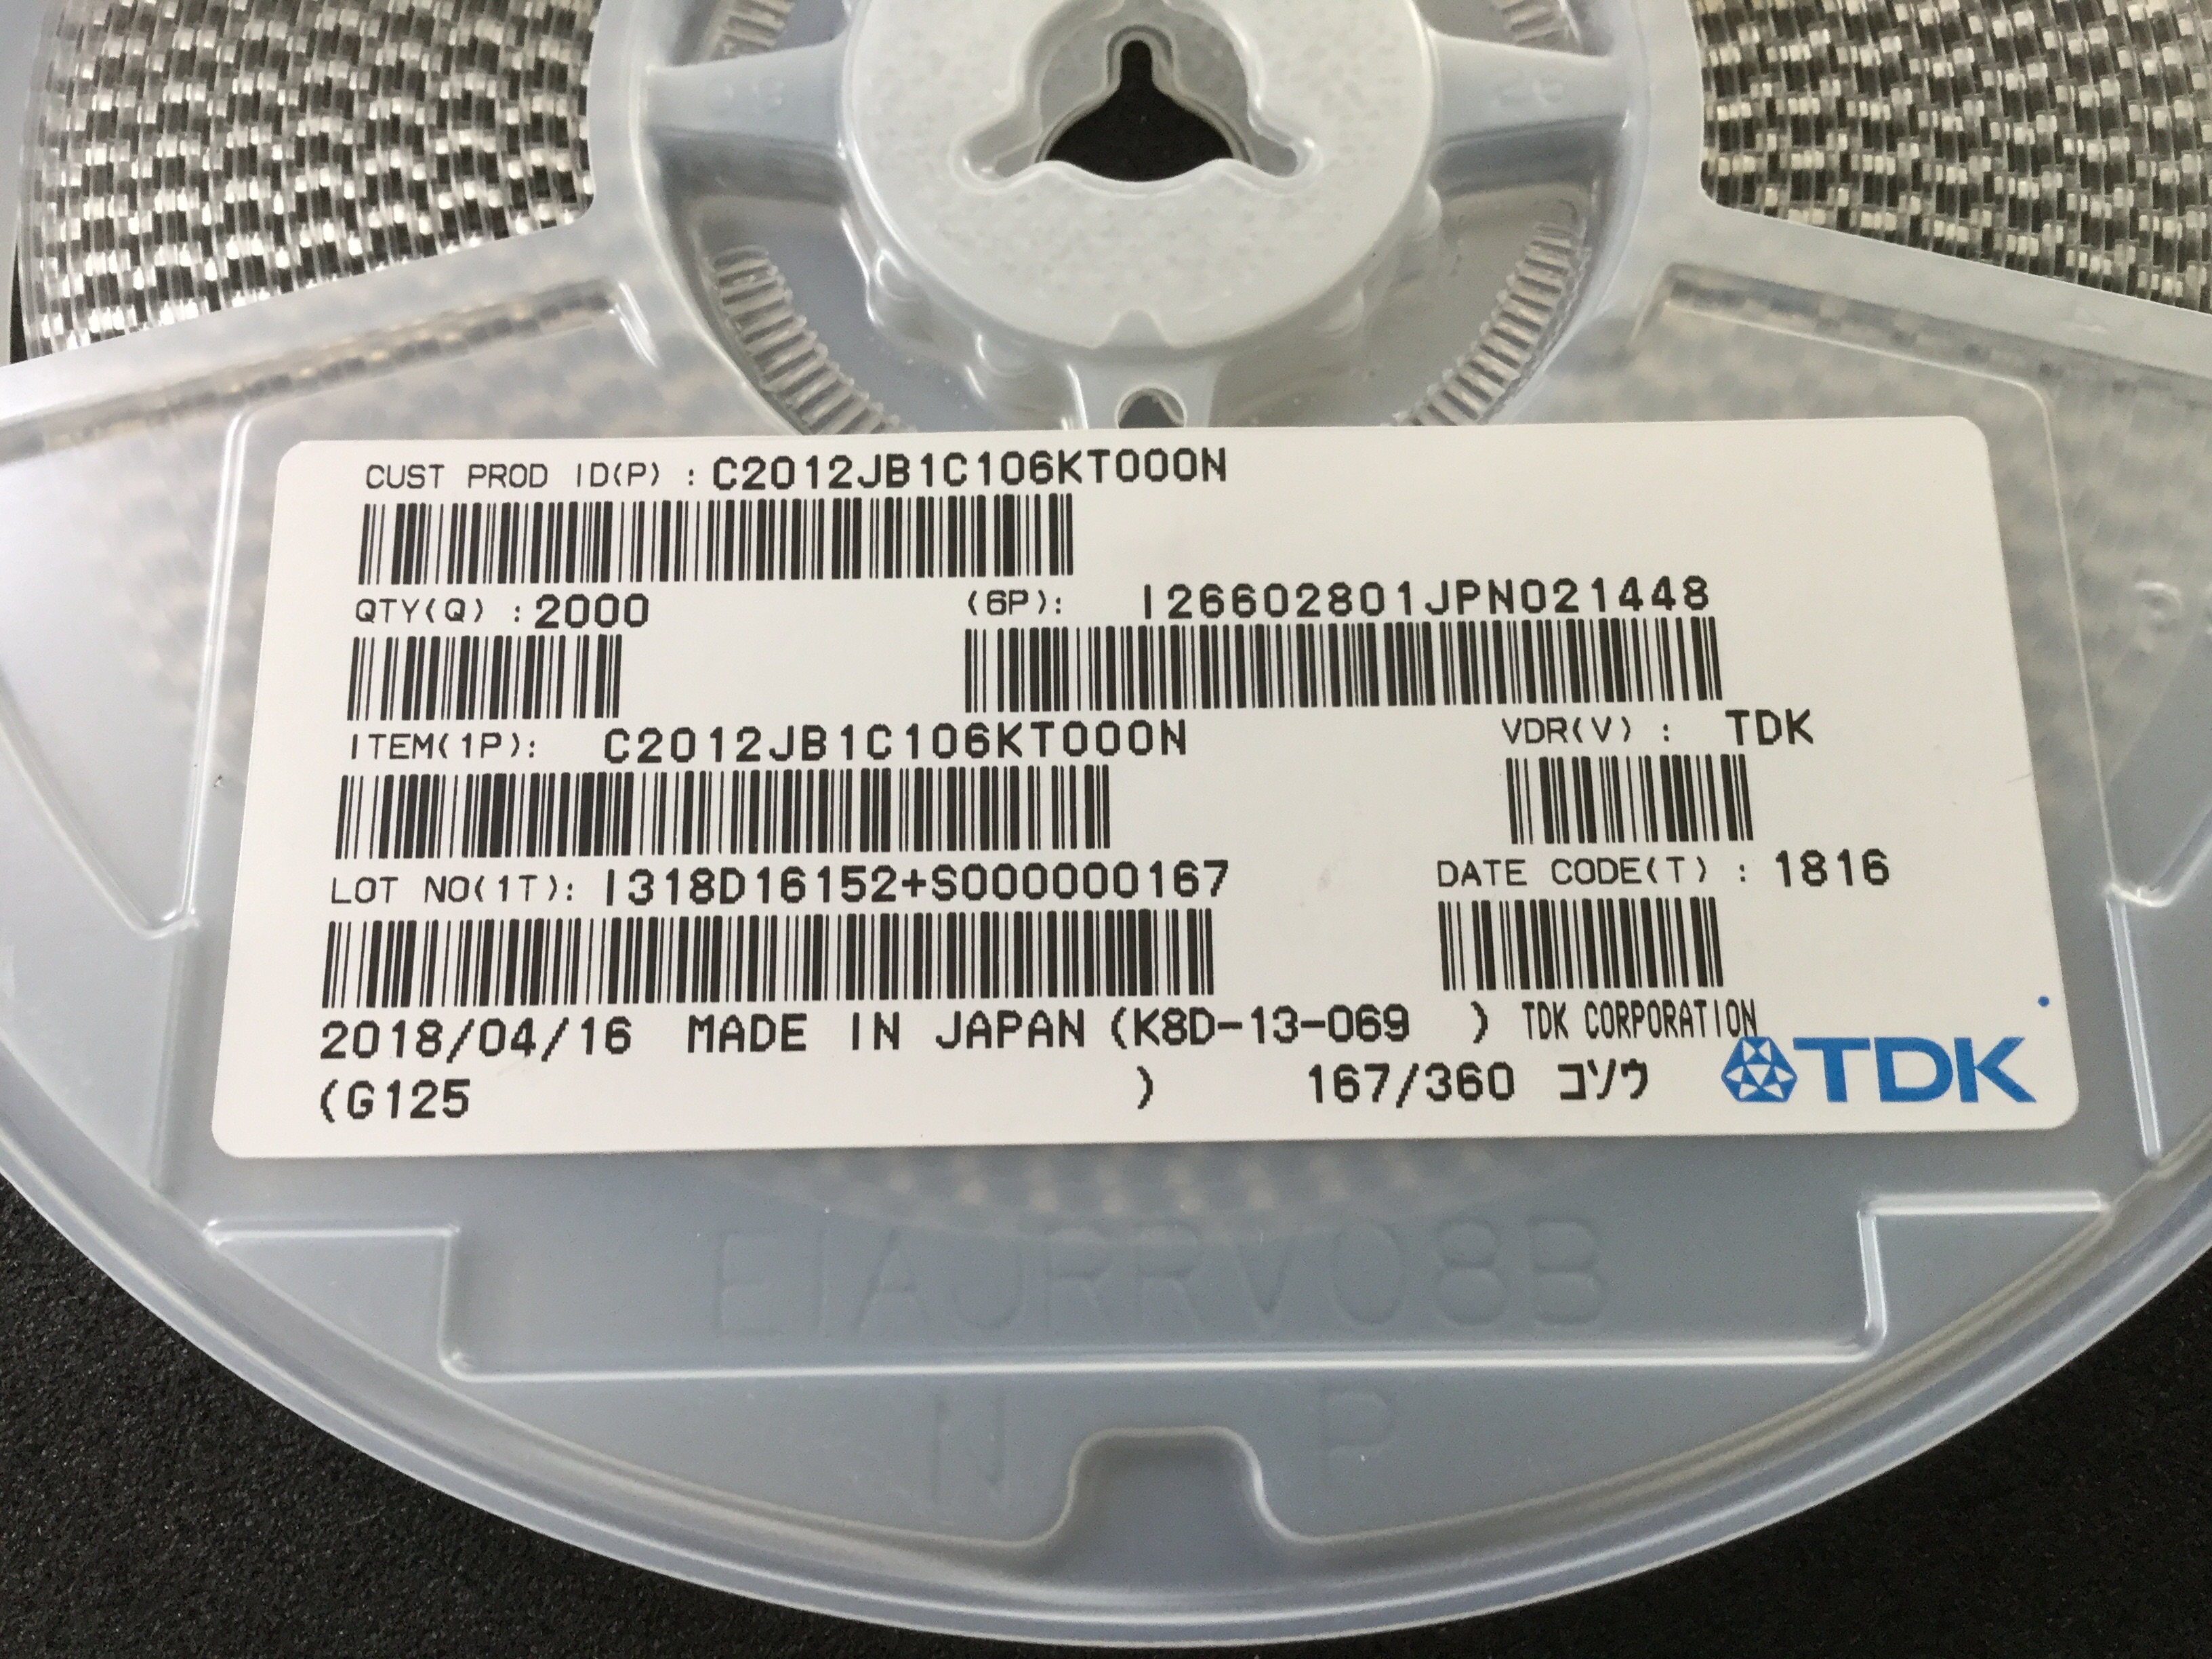 CUST PROD ID(P) : C2012JB1C106KT000N
QTY(Q) : 2000 (6P): I26602801JPN021448
ITEM(1P): C2012JB1C106KT000N VDR(V) : TDK
LOT NO(1T): I318D16152+S000000167 DATE CODE(T) : 1816
2018/04/16 MADE IN JAPAN (K8D-13-069 ) TDK CORPORATION
(G125 ) 167/360 コソウ TDK
EIAJRRV08B
N P